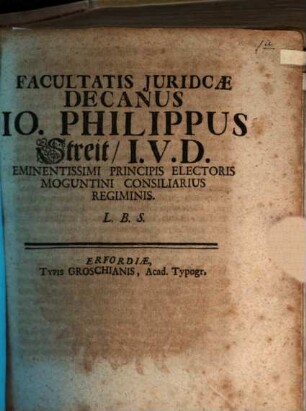 FACULTATIS JURIDCÆ
DECANUS
IO. PHILIPPUS
Streit / I.V.D.
EMINENTISSIMI PRINCIPIS ELECTORIS
MOGUNTINI CONSILIARIUS
REGIMINIS.
L. B. S.
ERFORDIÆ,
TYPIS GROSCHIANIS, Acad. Typogr.